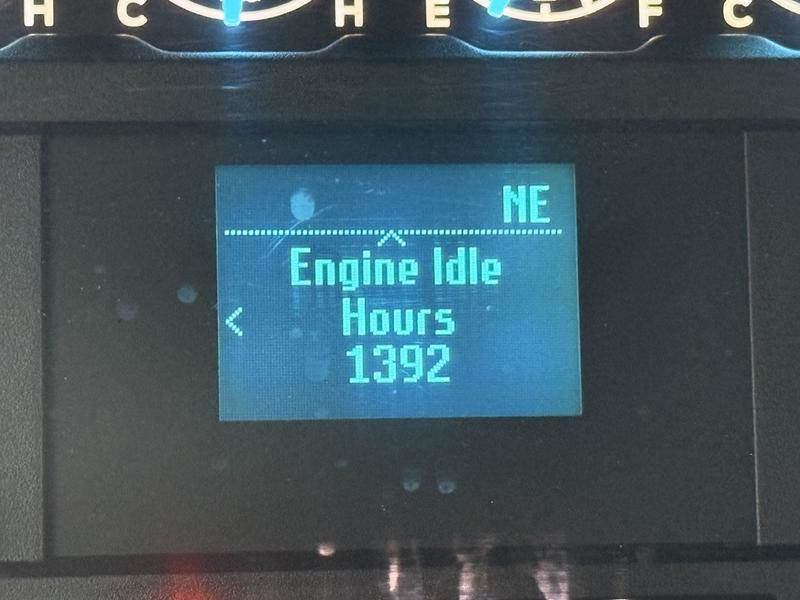 H C H E F C
NE
Engine Idle
Hours
1392